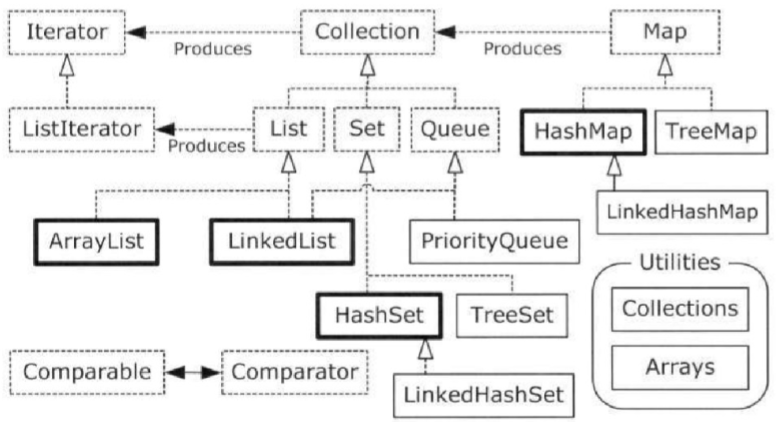 Iterator
Produces
Collection
Produces
Map
ListIterator
Produces
List
Set
Queue
HashMap
TreeMap
LinkedHashMap
ArrayList
LinkedList
PriorityQueue
Utilities
Collections
Arrays
HashSet
TreeSet
Comparable
Comparator
LinkedHashSet